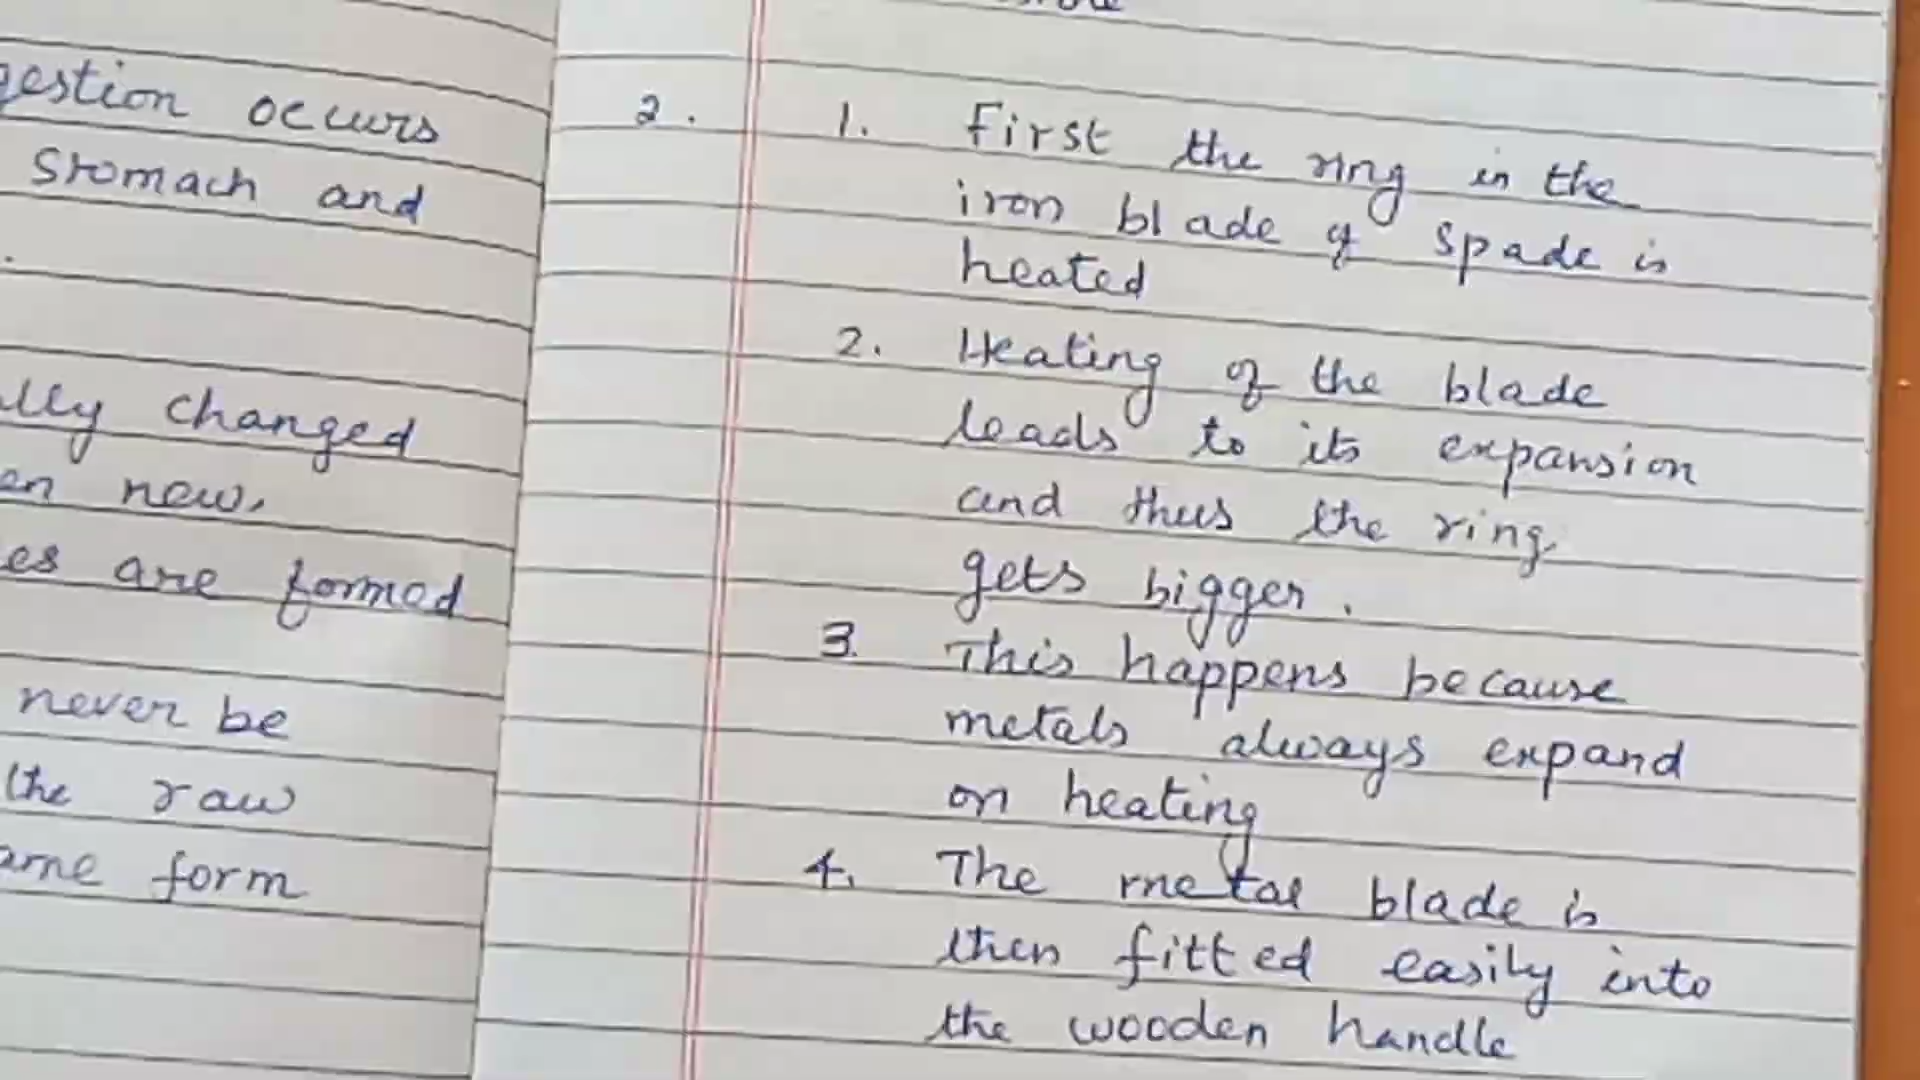 gestion occurs
stomach and
.
lly changed
en new.
es are formed
never be
the raw
ame form
2. 1. First the ring in the
iron blade of spade is
heated
2. Heating of the blade
leads to its expansion
and thus the ring
gets bigger.
3. This happens because
metals always expand
on heating
4. The metal blade is
then fitted easily into
the wooden handle